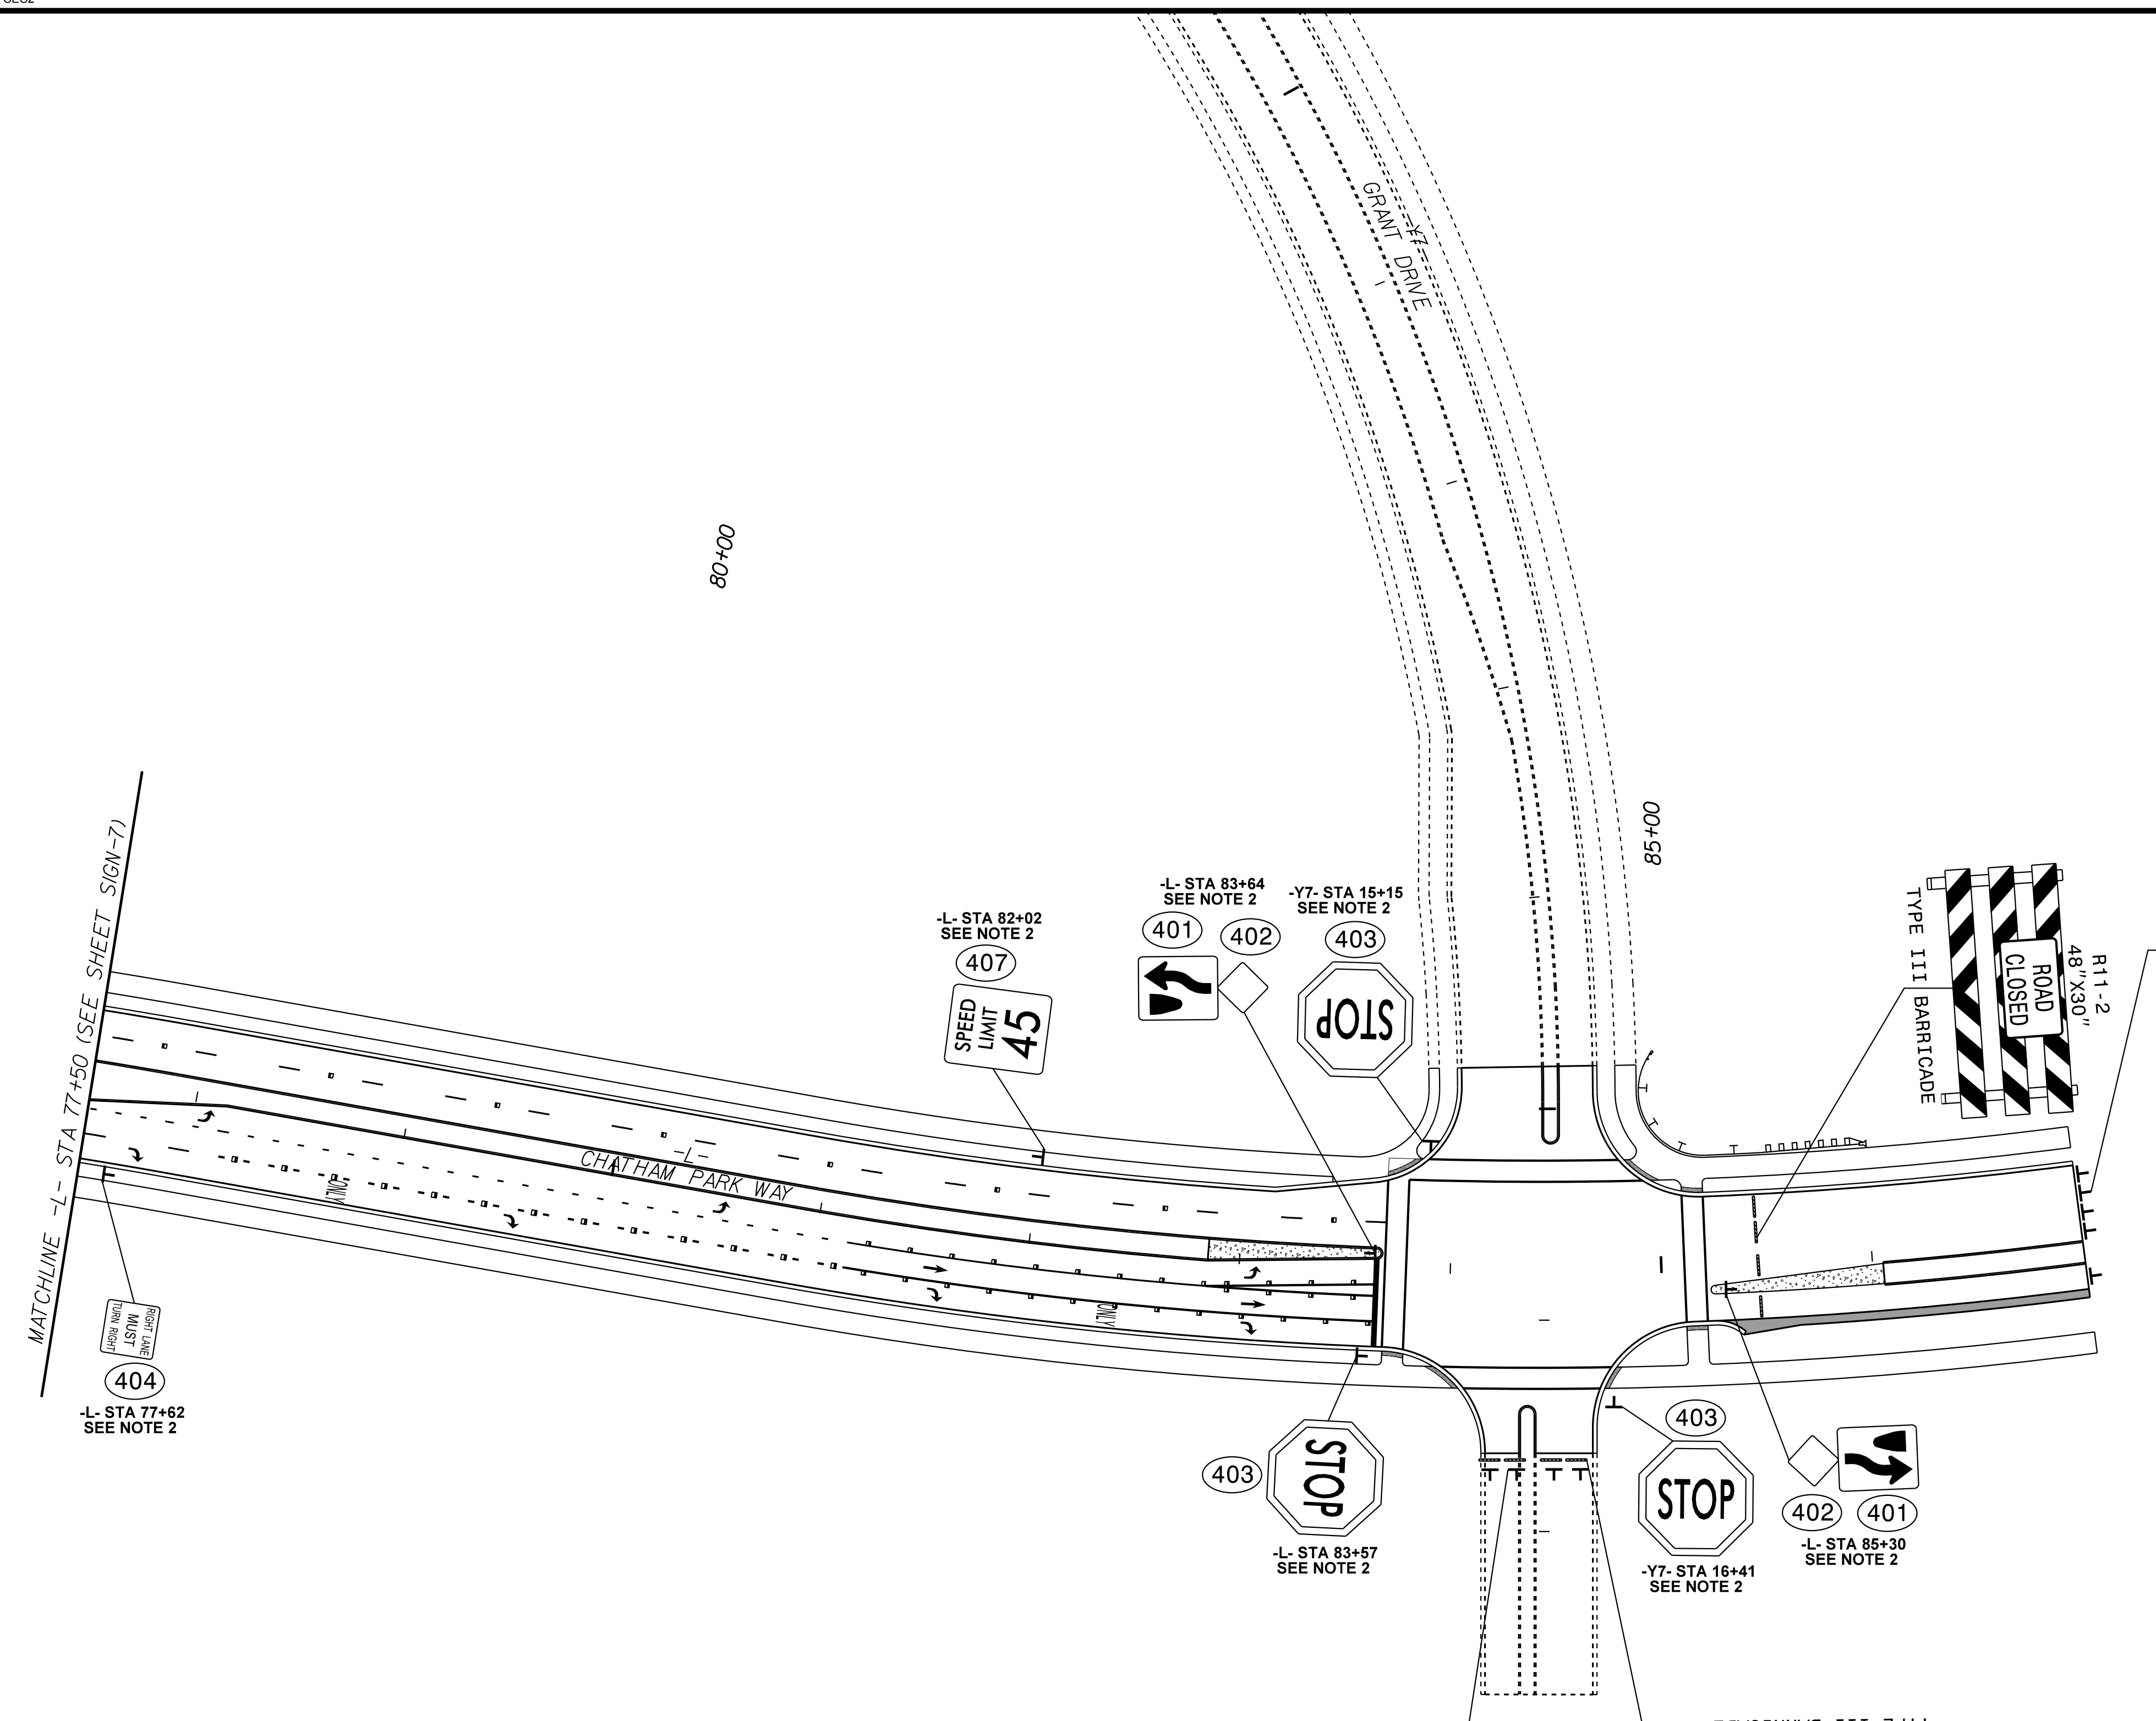 GRANT DRIVE
-Y7-
80+00
85+00
MATCHLINE -L- STA 77+50 (SEE SHEET SIGN-7)
-L- STA 82+02
SEE NOTE 2
407
SPEED
LIMIT
45
-L- STA 83+64
SEE NOTE 2
401
402
-Y7- STA 15+15
SEE NOTE 2
403
STOP
R11-2
48"X30"
ROAD
CLOSED
TYPE III BARRICADE
-L-
CHATHAM PARK WAY
ONLY
ONLY
RIGHT LANE
MUST
TURN RIGHT
404
-L- STA 77+62
SEE NOTE 2
403
STOP
-L- STA 83+57
SEE NOTE 2
403
STOP
-Y7- STA 16+41
SEE NOTE 2
402
401
-L- STA 85+30
SEE NOTE 2